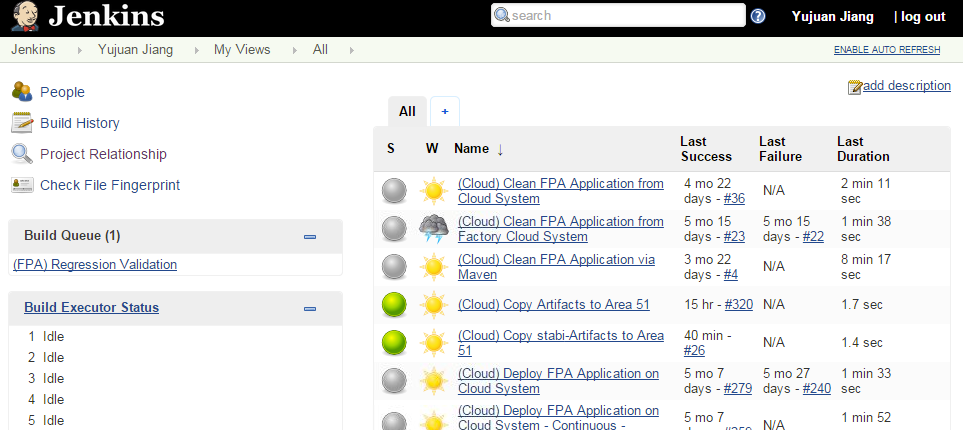 Jenkins
search
?
Yujuan Jiang | log out
Jenkins Yujuan Jiang My Views All
ENABLE AUTO REFRESH
People
Build History
Project Relationship
Check File Fingerprint
Build Queue (1)
(FPA) Regression Validation
Build Executor Status
1 Idle
2 Idle
3 Idle
4 Idle
5 Idle
add description
All +
S W Name ↓ Last Success Last Failure Last Duration
(Cloud) Clean FPA Application from 4 mo 22 N/A 2 min 11
Cloud System days - #36 sec
(Cloud) Clean FPA Application from 5 mo 15 5 mo 15 1 min 38
Factory Cloud System days - #23 days - #22 sec
(Cloud) Clean FPA Application via 3 mo 22 N/A 8 min 17
Maven days - #4 sec
(Cloud) Copy Artifacts to Area 51 15 hr - #320 N/A 1.7 sec
(Cloud) Copy stabi-Artifacts to Area 40 min - N/A 1.4 sec
51 #26
(Cloud) Deploy FPA Application on 5 mo 7 5 mo 27 1 min 33
Cloud System days - #279 days - #240 sec
(Cloud) Deploy FPA Application on 5 mo 7 N/A 1 min 52
Cloud System - Continuous - days - #259 sec